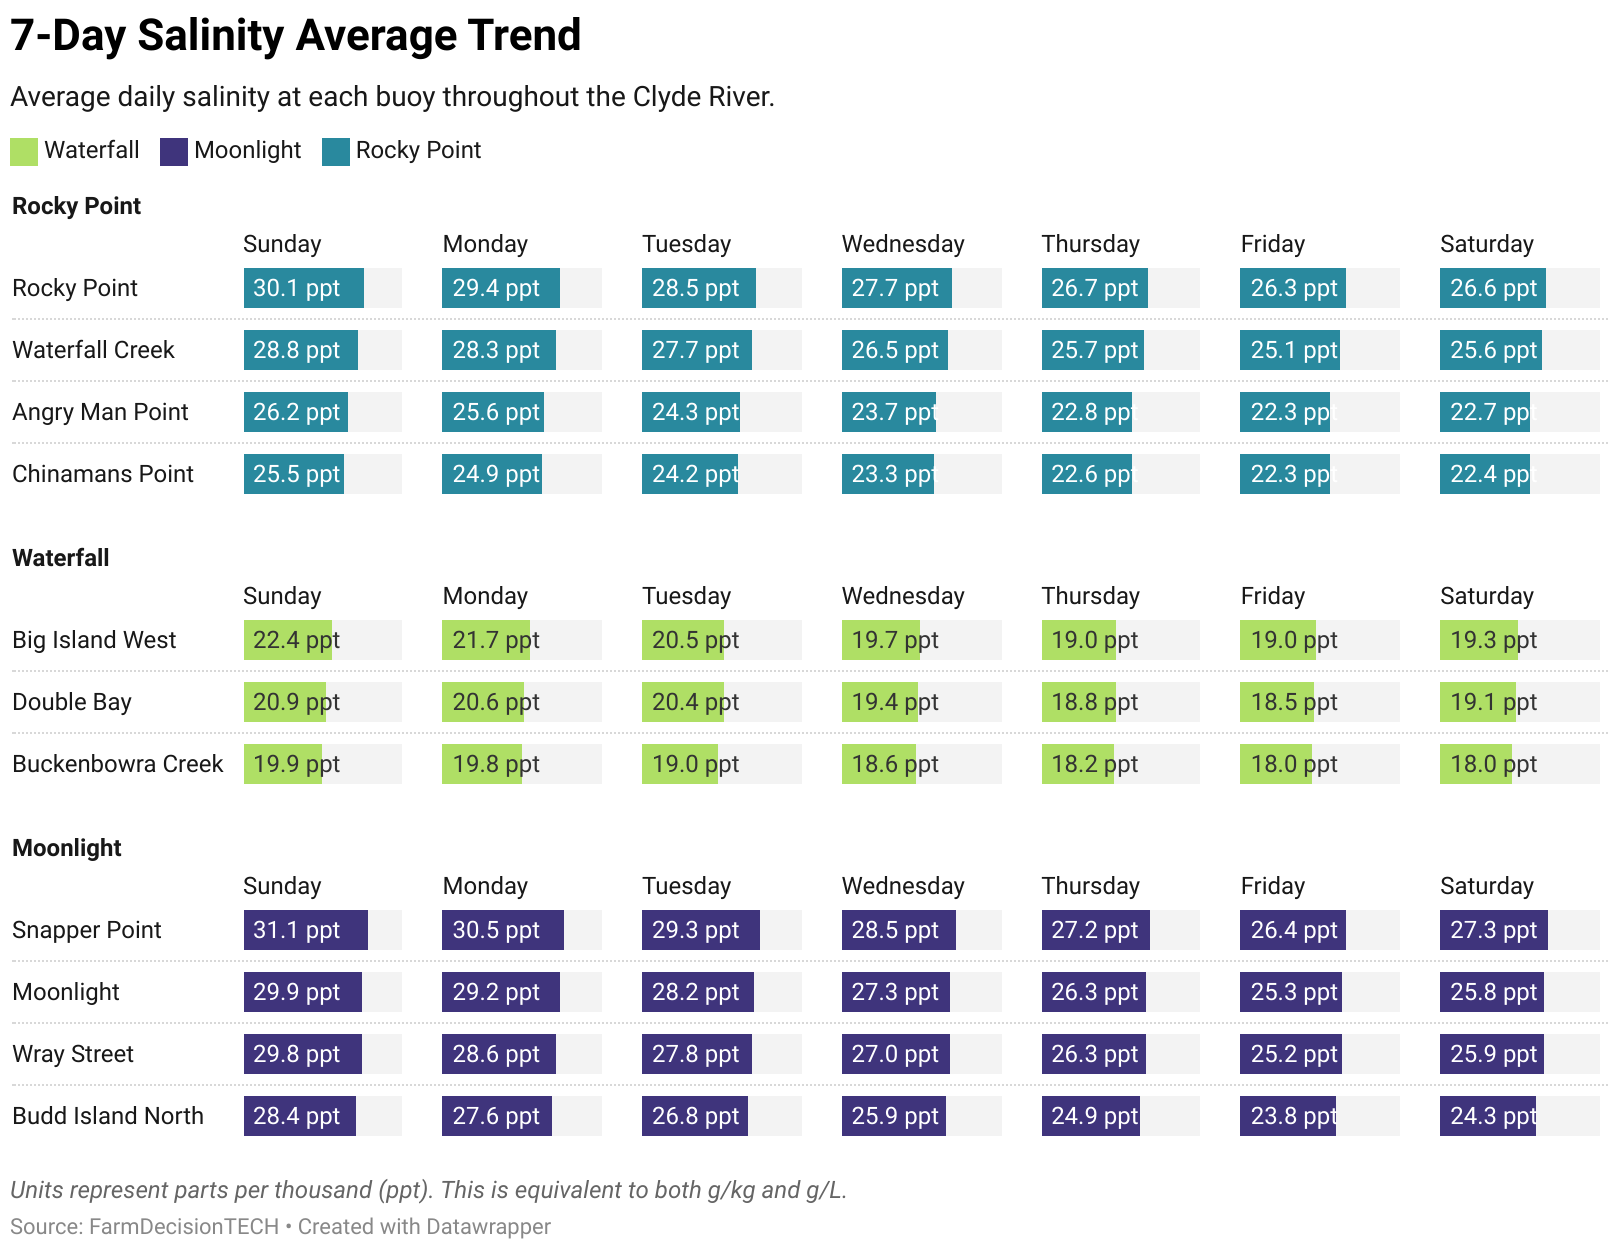 7-Day Salinity Average Trend
Average daily salinity at each buoy throughout the Clyde River.
Waterfall Moonlight Rocky Point
Rocky Point
Sunday Monday Tuesday Wednesday Thursday Friday Saturday
Rocky Point 30.1 ppt 29.4 ppt 28.5 ppt 27.7 ppt 26.7 ppt 26.3 ppt 26.6 ppt
Waterfall Creek 28.8 ppt 28.3 ppt 27.7 ppt 26.5 ppt 25.7 ppt 25.1 ppt 25.6 ppt
Angry Man Point 26.2 ppt 25.6 ppt 24.3 ppt 23.7 ppt 22.8 ppt 22.3 ppt 22.7 ppt
Chinamans Point 25.5 ppt 24.9 ppt 24.2 ppt 23.3 ppt 22.6 ppt 22.3 ppt 22.4 ppt
Waterfall
Sunday Monday Tuesday Wednesday Thursday Friday Saturday
Big Island West 22.4 ppt 21.7 ppt 20.5 ppt 19.7 ppt 19.0 ppt 19.0 ppt 19.3 ppt
Double Bay 20.9 ppt 20.6 ppt 20.4 ppt 19.4 ppt 18.8 ppt 18.5 ppt 19.1 ppt
Buckenbowra Creek 19.9 ppt 19.8 ppt 19.0 ppt 18.6 ppt 18.2 ppt 18.0 ppt 18.0 ppt
Moonlight
Sunday Monday Tuesday Wednesday Thursday Friday Saturday
Snapper Point 31.1 ppt 30.5 ppt 29.3 ppt 28.5 ppt 27.2 ppt 26.4 ppt 27.3 ppt
Moonlight 29.9 ppt 29.2 ppt 28.2 ppt 27.3 ppt 26.3 ppt 25.3 ppt 25.8 ppt
Wray Street 29.8 ppt 28.6 ppt 27.8 ppt 27.0 ppt 26.3 ppt 25.2 ppt 25.9 ppt
Budd Island North 28.4 ppt 27.6 ppt 26.8 ppt 25.9 ppt 24.9 ppt 23.8 ppt 24.3 ppt
Units represent parts per thousand (ppt). This is equivalent to both g/kg and g/L.
Source: FarmDecisionTECH • Created with Datawrapper